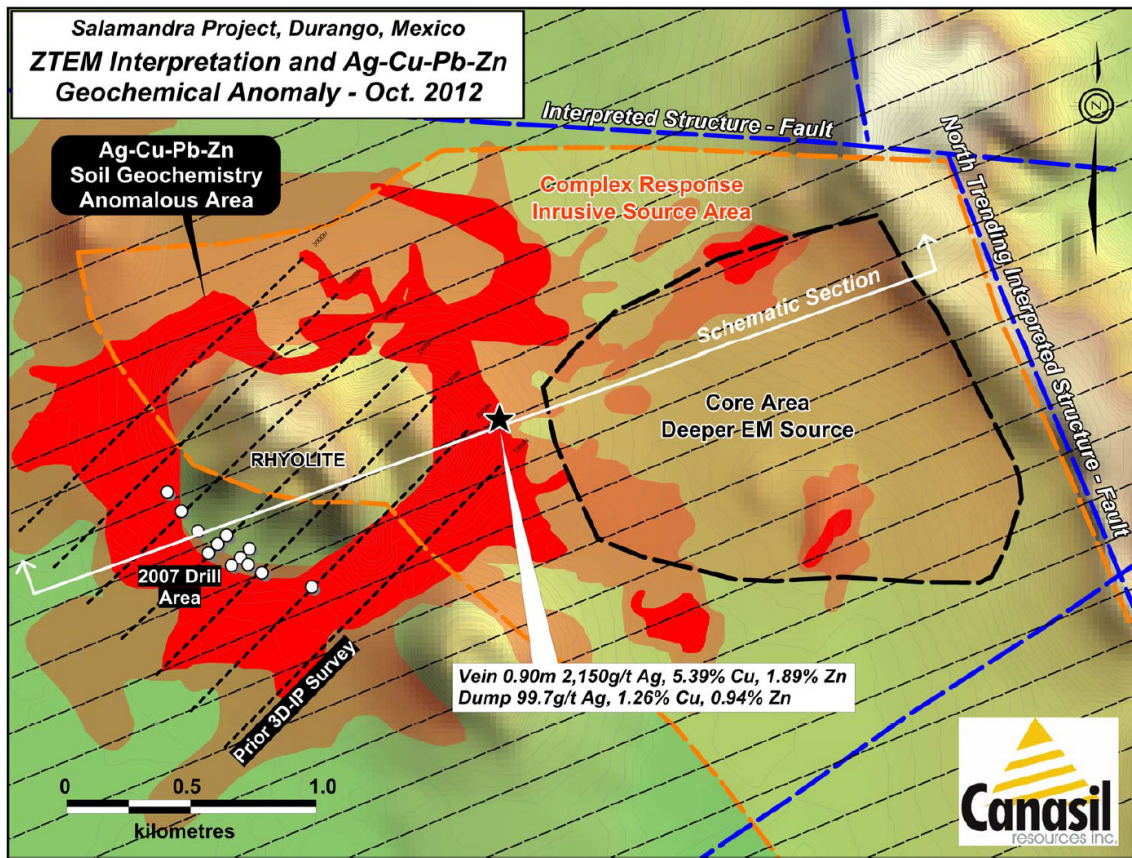 Salamandra Project, Durango, Mexico
ZTEM Interpretation and Ag-Cu-Pb-Zn
Geochemical Anomaly - Oct. 2012
Interpreted Structure - Fault
Z
Ag-Cu-Pb-Zn
Soil Geochemistry
Anomalous Area
Complex Response
Inrusive Source Area
North Trending Interpreted Structure - Fault
Schematic Section
Core Area
Deeper EM Source
RHYOLITE
2007 Drill
Area
Vein 0.90m 2,150g/t Ag, 5.39% Cu, 1.89% Zn
Dump 99.7g/t Ag, 1.26% Cu, 0.94% Zn
Prior 3D-IP Survey
0 0.5 1.0
kilometres
Canasil
resources inc.